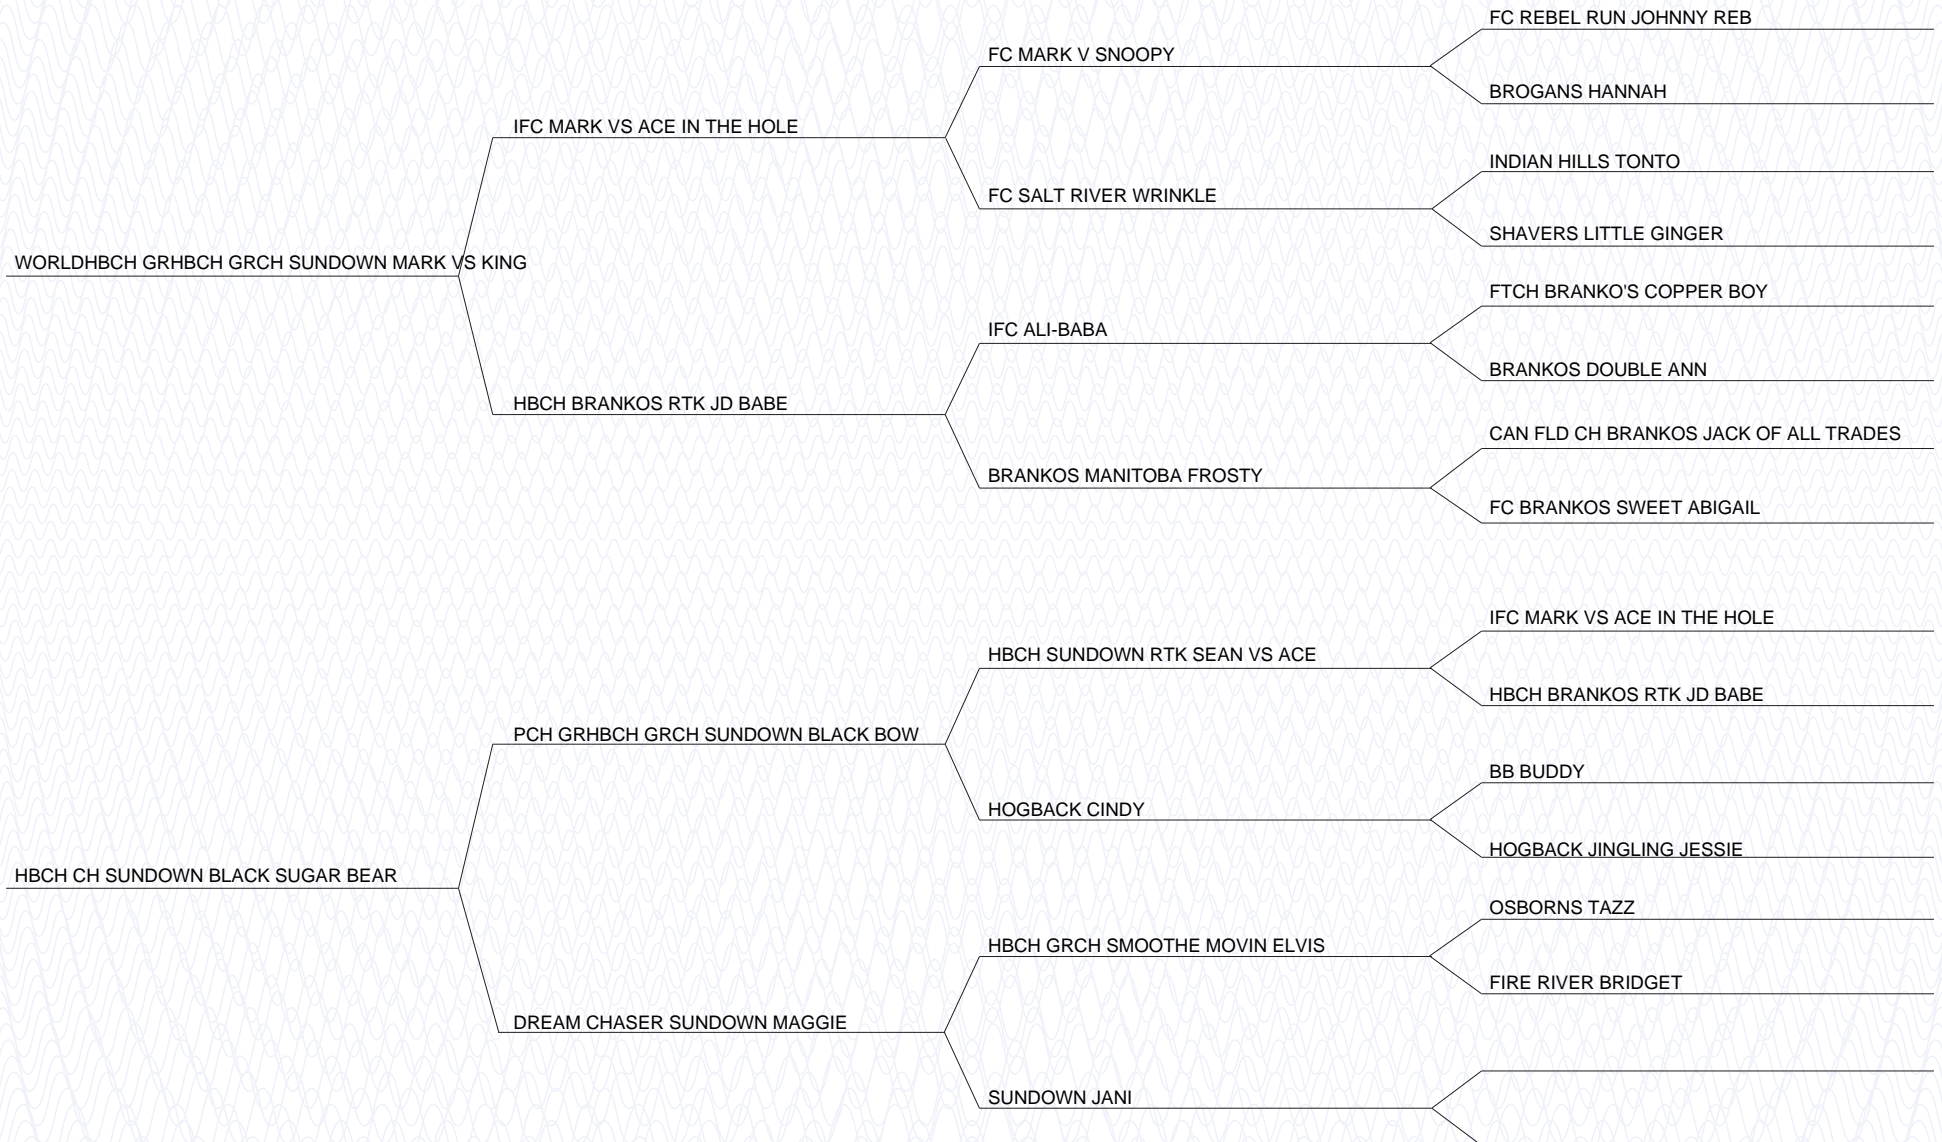 FC REBEL RUN JOHNNY REB
FC MARK V SNOOPY
BROGANS HANNAH
IFC MARK VS ACE IN THE HOLE
INDIAN HILLS TONTO
FC SALT RIVER WRINKLE
SHAVERS LITTLE GINGER
WORLDHBCH GRHBCH GRCH SUNDOWN MARK VS KING
FTCH BRANKO'S COPPER BOY
IFC ALI-BABA
BRANKOS DOUBLE ANN
HBCH BRANKOS RTK JD BABE
CAN FLD CH BRANKOS JACK OF ALL TRADES
BRANKOS MANITOBA FROSTY
FC BRANKOS SWEET ABIGAIL
IFC MARK VS ACE IN THE HOLE
HBCH SUNDOWN RTK SEAN VS ACE
HBCH BRANKOS RTK JD BABE
PCH GRHBCH GRCH SUNDOWN BLACK BOW
BB BUDDY
HOGBACK CINDY
HOGBACK JINGLING JESSIE
HBCH CH SUNDOWN BLACK SUGAR BEAR
OSBORNS TAZZ
HBCH GRCH SMOOTHE MOVIN ELVIS
FIRE RIVER BRIDGET
DREAM CHASER SUNDOWN MAGGIE
SUNDOWN JANI